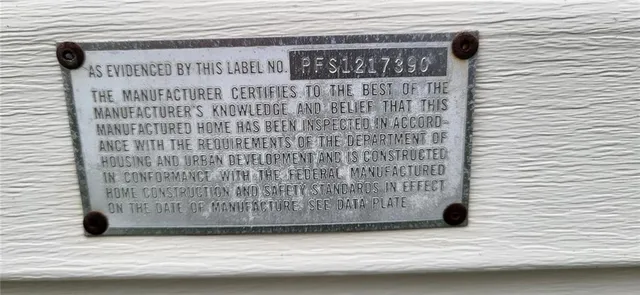 AS EVIDENCED BY THIS LABEL NO. PFS1217390
THE MANUFACTURER CERTIFIES TO THE BEST OF THE
MANUFACTURER'S KNOWLEDGE AND BELIEF THAT THIS
MANUFACTURED HOME HAS BEEN INSPECTED IN ACCORD-
ANCE WITH THE REQUIREMENTS OF THE DEPARTMENT OF
HOUSING AND URBAN DEVELOPMENT AND IS CONSTRUCTED
IN CONFORMANCE WITH THE FEDERAL MANUFACTURED
HOME CONSTRUCTION AND SAFETY STANDARDS IN EFFECT
ON THE DATE OF MANUFACTURE. SEE DATA PLATE